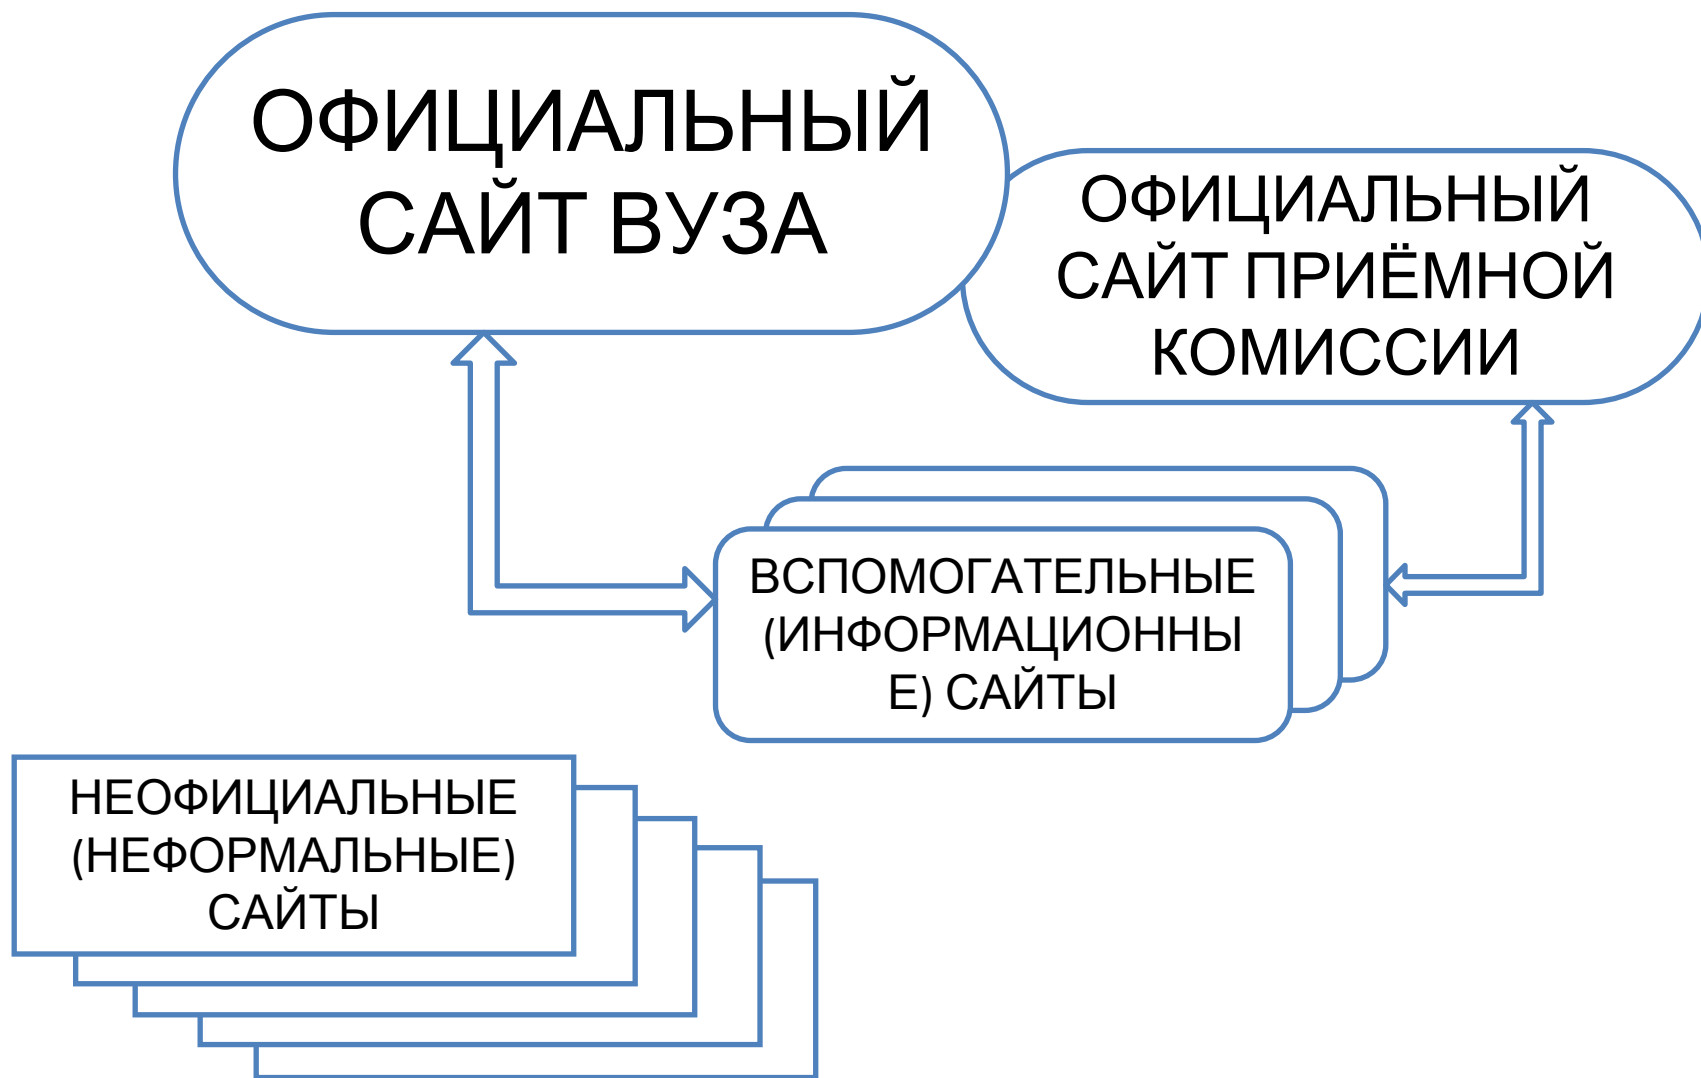 ОФИЦИАЛЬНЫЙ
САЙТ ВУЗА
ОФИЦИАЛЬНЫЙ
САЙТ ПРИЁМНОЙ
КОМИССИИ
ВСПОМОГАТЕЛЬНЫЕ
(ИНФОРМАЦИОННЫ
Е) САЙТЫ
НЕОФИЦИАЛЬНЫЕ
(НЕФОРМАЛЬНЫЕ)
САЙТЫ